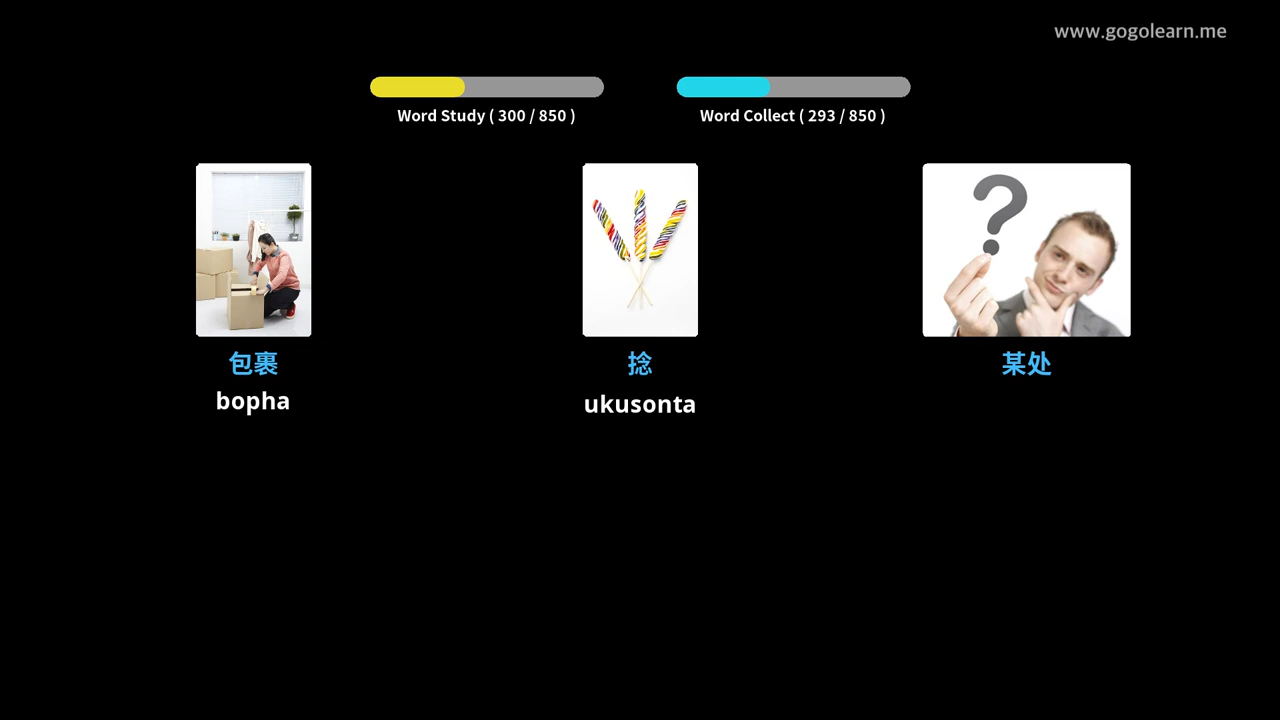 www.gogolearn.me
Word Study ( 300 / 850 )
Word Collect ( 293 / 850 )
包裹
捻
某处
bopha
ukusonta